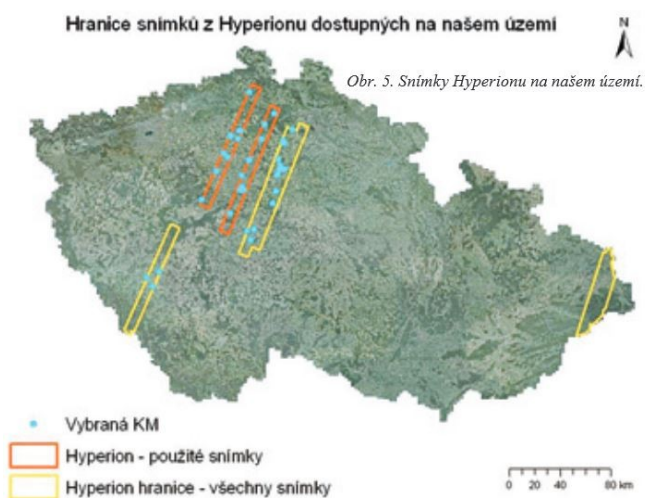 Hranice snímků z Hyperionu dostupných na našem území
N
Obr. 5. Snímky Hyperionu na našem území.
Vybraná KM
Hyperion - použité snímky
Hyperion hranice - všechny snímky
0 20 40 80 km